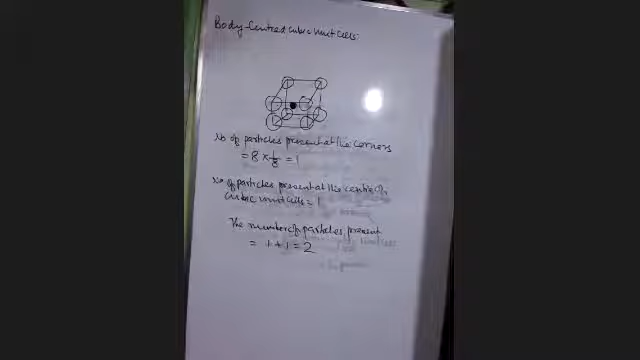 Body-Centred cubic Unit Cells:
No of particles present at the corners
= 8 × 1/8 = 1
No of particles present at the centre of
cubic unit cells = 1
The number of particles present
= 1 + 1 = 2